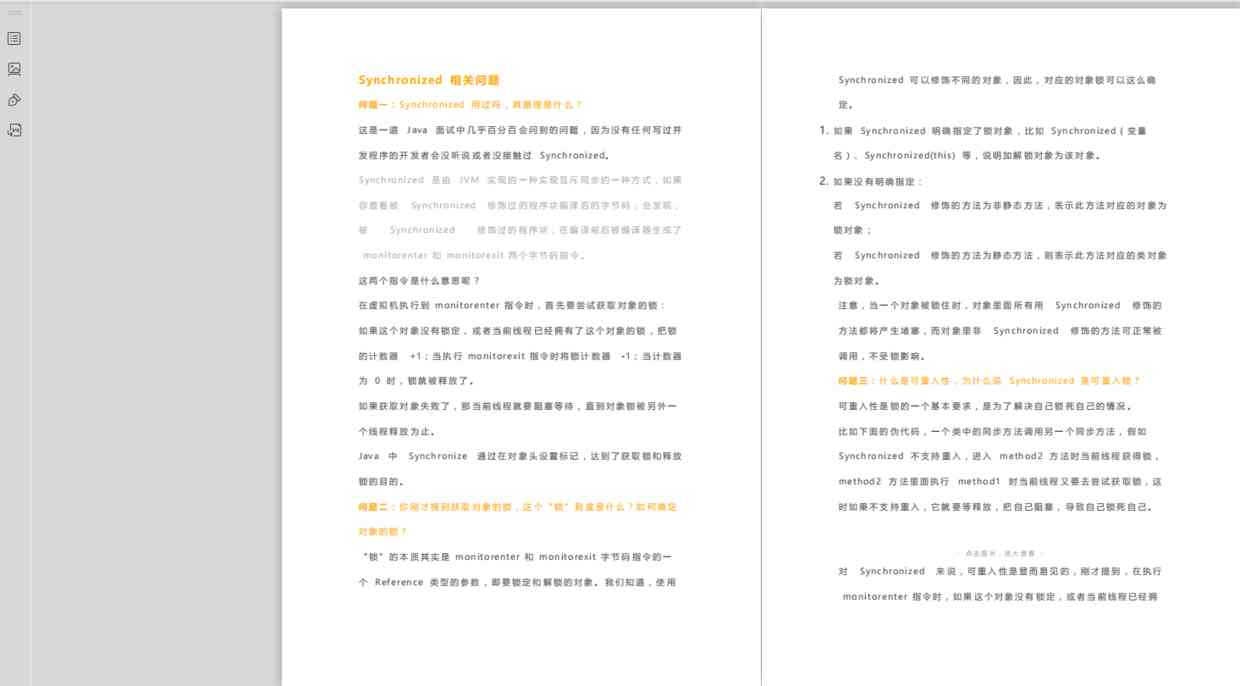 Synchronized 相关问题
问题一：Synchronized 用过吗，其原理是什么？
这是一道 Java 面试中几乎百分百会问到的问题，因为没有任何写过并
发程序的开发者会没听说或者没接触过 Synchronized。
Synchronized 是由 JVM 实现的一种实现互斥同步的一种方式，如果
你查看被 Synchronized 修饰过的程序块编译后的字节码，会发现，
被 Synchronized 修饰过的程序块，在编译前后被编译器生成了
monitorenter 和 monitorexit 两个字节码指令。
这两个指令是什么意思呢？
在虚拟机执行到 monitorenter 指令时，首先要尝试获取对象的锁：
如果这个对象没有锁定，或者当前线程已经拥有了这个对象的锁，把锁
的计数器 +1；当执行 monitorexit 指令时将锁计数器 -1；当计数器
为 0 时，锁就被释放了。
如果获取对象失败了，那当前线程就要阻塞等待，直到对象锁被另外一
个线程释放为止。
Java 中 Synchronize 通过在对象头设置标记，达到了获取锁和释放
锁的目的。
问题二：你刚才提到获取对象的锁，这个“锁”到底是什么？如何确定
对象的锁？
“锁”的本质其实是 monitorenter 和 monitorexit 字节码指令的一
个 Reference 类型的参数，即要锁定和解锁的对象。我们知道，使用
Synchronized 可以修饰不同的对象，因此，对应的对象锁可以这么确
定。
1. 如果 Synchronized 明确指定了锁对象，比如 Synchronized（变量
名）、Synchronized(this) 等，说明加解锁对象为该对象。
2. 如果没有明确指定：
若 Synchronized 修饰的方法为非静态方法，表示此方法对应的对象为
锁对象；
若 Synchronized 修饰的方法为静态方法，则表示此方法对应的类对象
为锁对象。
注意，当一个对象被锁住时，对象里面所有用 Synchronized 修饰的
方法都将产生堵塞，而对象里非 Synchronized 修饰的方法可正常被
调用，不受锁影响。
问题三：什么是可重入性，为什么说 Synchronized 是可重入锁？
可重入性是锁的一个基本要求，是为了解决自己锁死自己的情况。
比如下面的伪代码，一个类中的同步方法调用另一个同步方法，假如
Synchronized 不支持重入，进入 method2 方法时当前线程获得锁，
method2 方法里面执行 method1 时当前线程又要去尝试获取锁，这
时如果不支持重入，它就要等释放，把自己阻塞，导致自己锁死自己。
- 点击图片，放大查看 -
对 Synchronized 来说，可重入性是显而易见的，刚才提到，在执行
monitorenter 指令时，如果这个对象没有锁定，或者当前线程已经拥